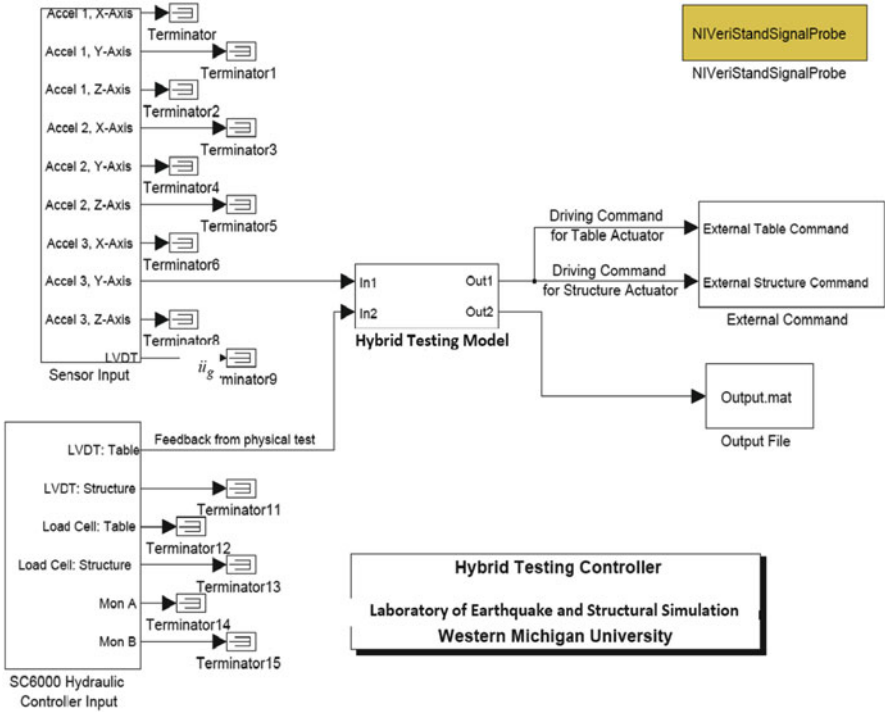 Accel 1, X-Axis
Terminator
Accel 1, Y-Axis
Terminator1
Accel 1, Z-Axis
Terminator2
Accel 2, X-Axis
Terminator3
Accel 2, Y-Axis
Terminator4
Accel 2, Z-Axis
Terminator5
Accel 3, X-Axis
Terminator6
Accel 3, Y-Axis
Accel 3, Z-Axis
Terminator8
LVDT
üg
rminator9
Sensor Input
NIVeriStandSignalProbe
NIVeriStandSignalProbe
In1
In2
Out1
Out2
Hybrid Testing Model
Driving Command
for Table Actuator
Driving Command
for Structure Actuator
External Table Command
External Structure Command
External Command
Output.mat
Output File
LVDT: Table
Feedback from physical test
LVDT: Structure
Terminator11
Load Cell: Table
Terminator12
Load Cell: Structure
Terminator13
Mon A
Terminator14
Mon B
Terminator15
SC6000 Hydraulic
Controller Input
Hybrid Testing Controller
Laboratory of Earthquake and Structural Simulation
Western Michigan University